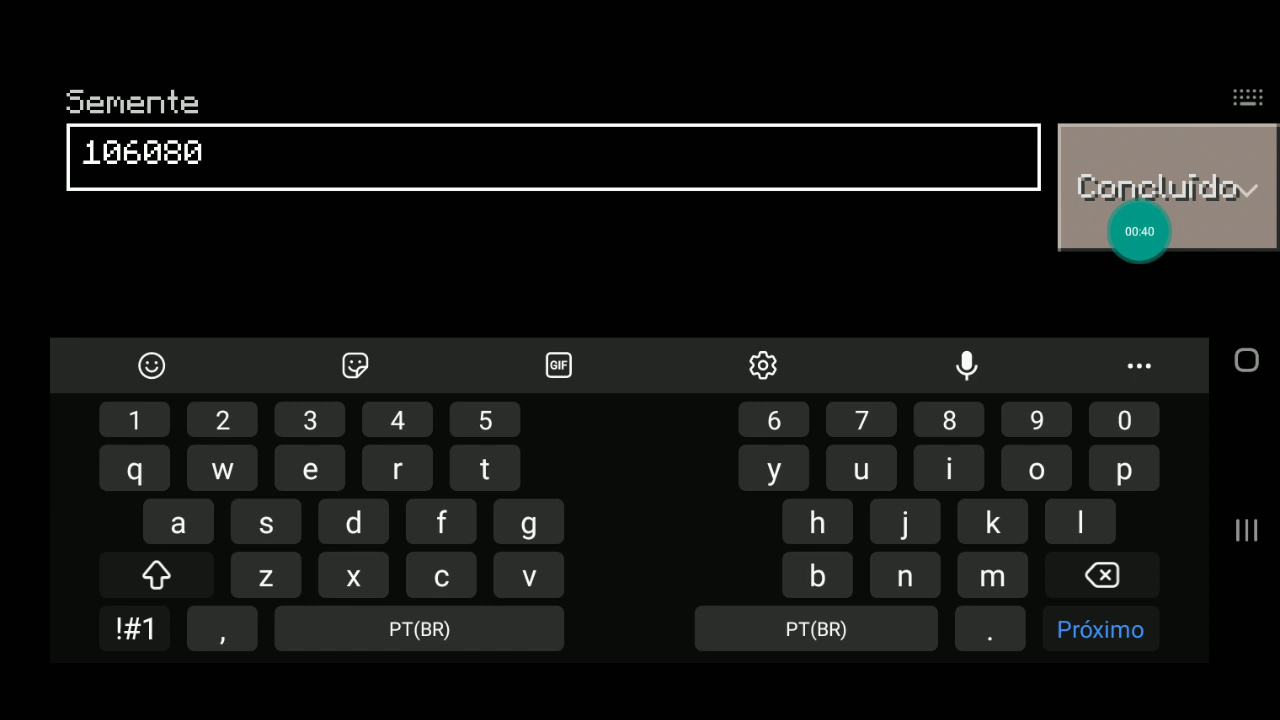 Semente
106080
Concluído
00:40
GIF
1 2 3 4 5 6 7 8 9 0
q w e r t y u i o p
a s d f g h j k l
z x c v b n m
!#1 , PT(BR) PT(BR) . Próximo